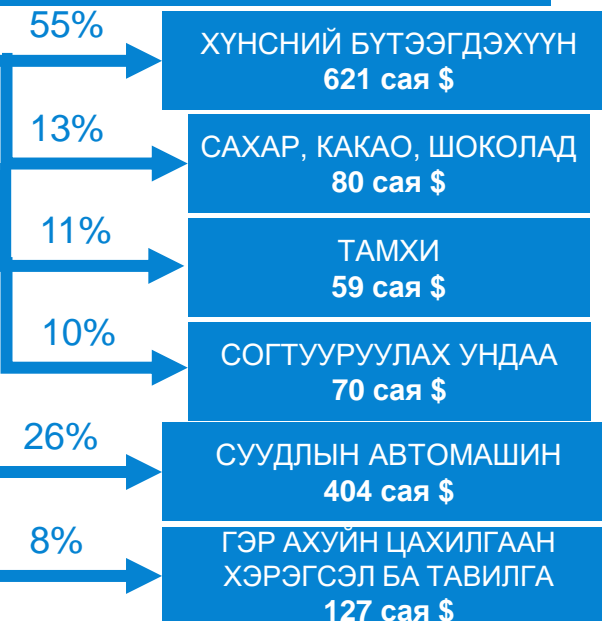 55%
ХҮНСНИЙ БҮТЭЭГДЭХҮҮН
621 сая $
13%
САХАР, КАКАО, ШОКОЛАД
80 сая $
11%
ТАМХИ
59 сая $
10%
СОГТУУРУУЛАХ УНДАА
70 сая $
26%
СУУДЛЫН АВТОМАШИН
404 сая $
8%
ГЭР АХУЙН ЦАХИЛГААН
ХЭРЭГСЭЛ БА ТАВИЛГА
127 сая $